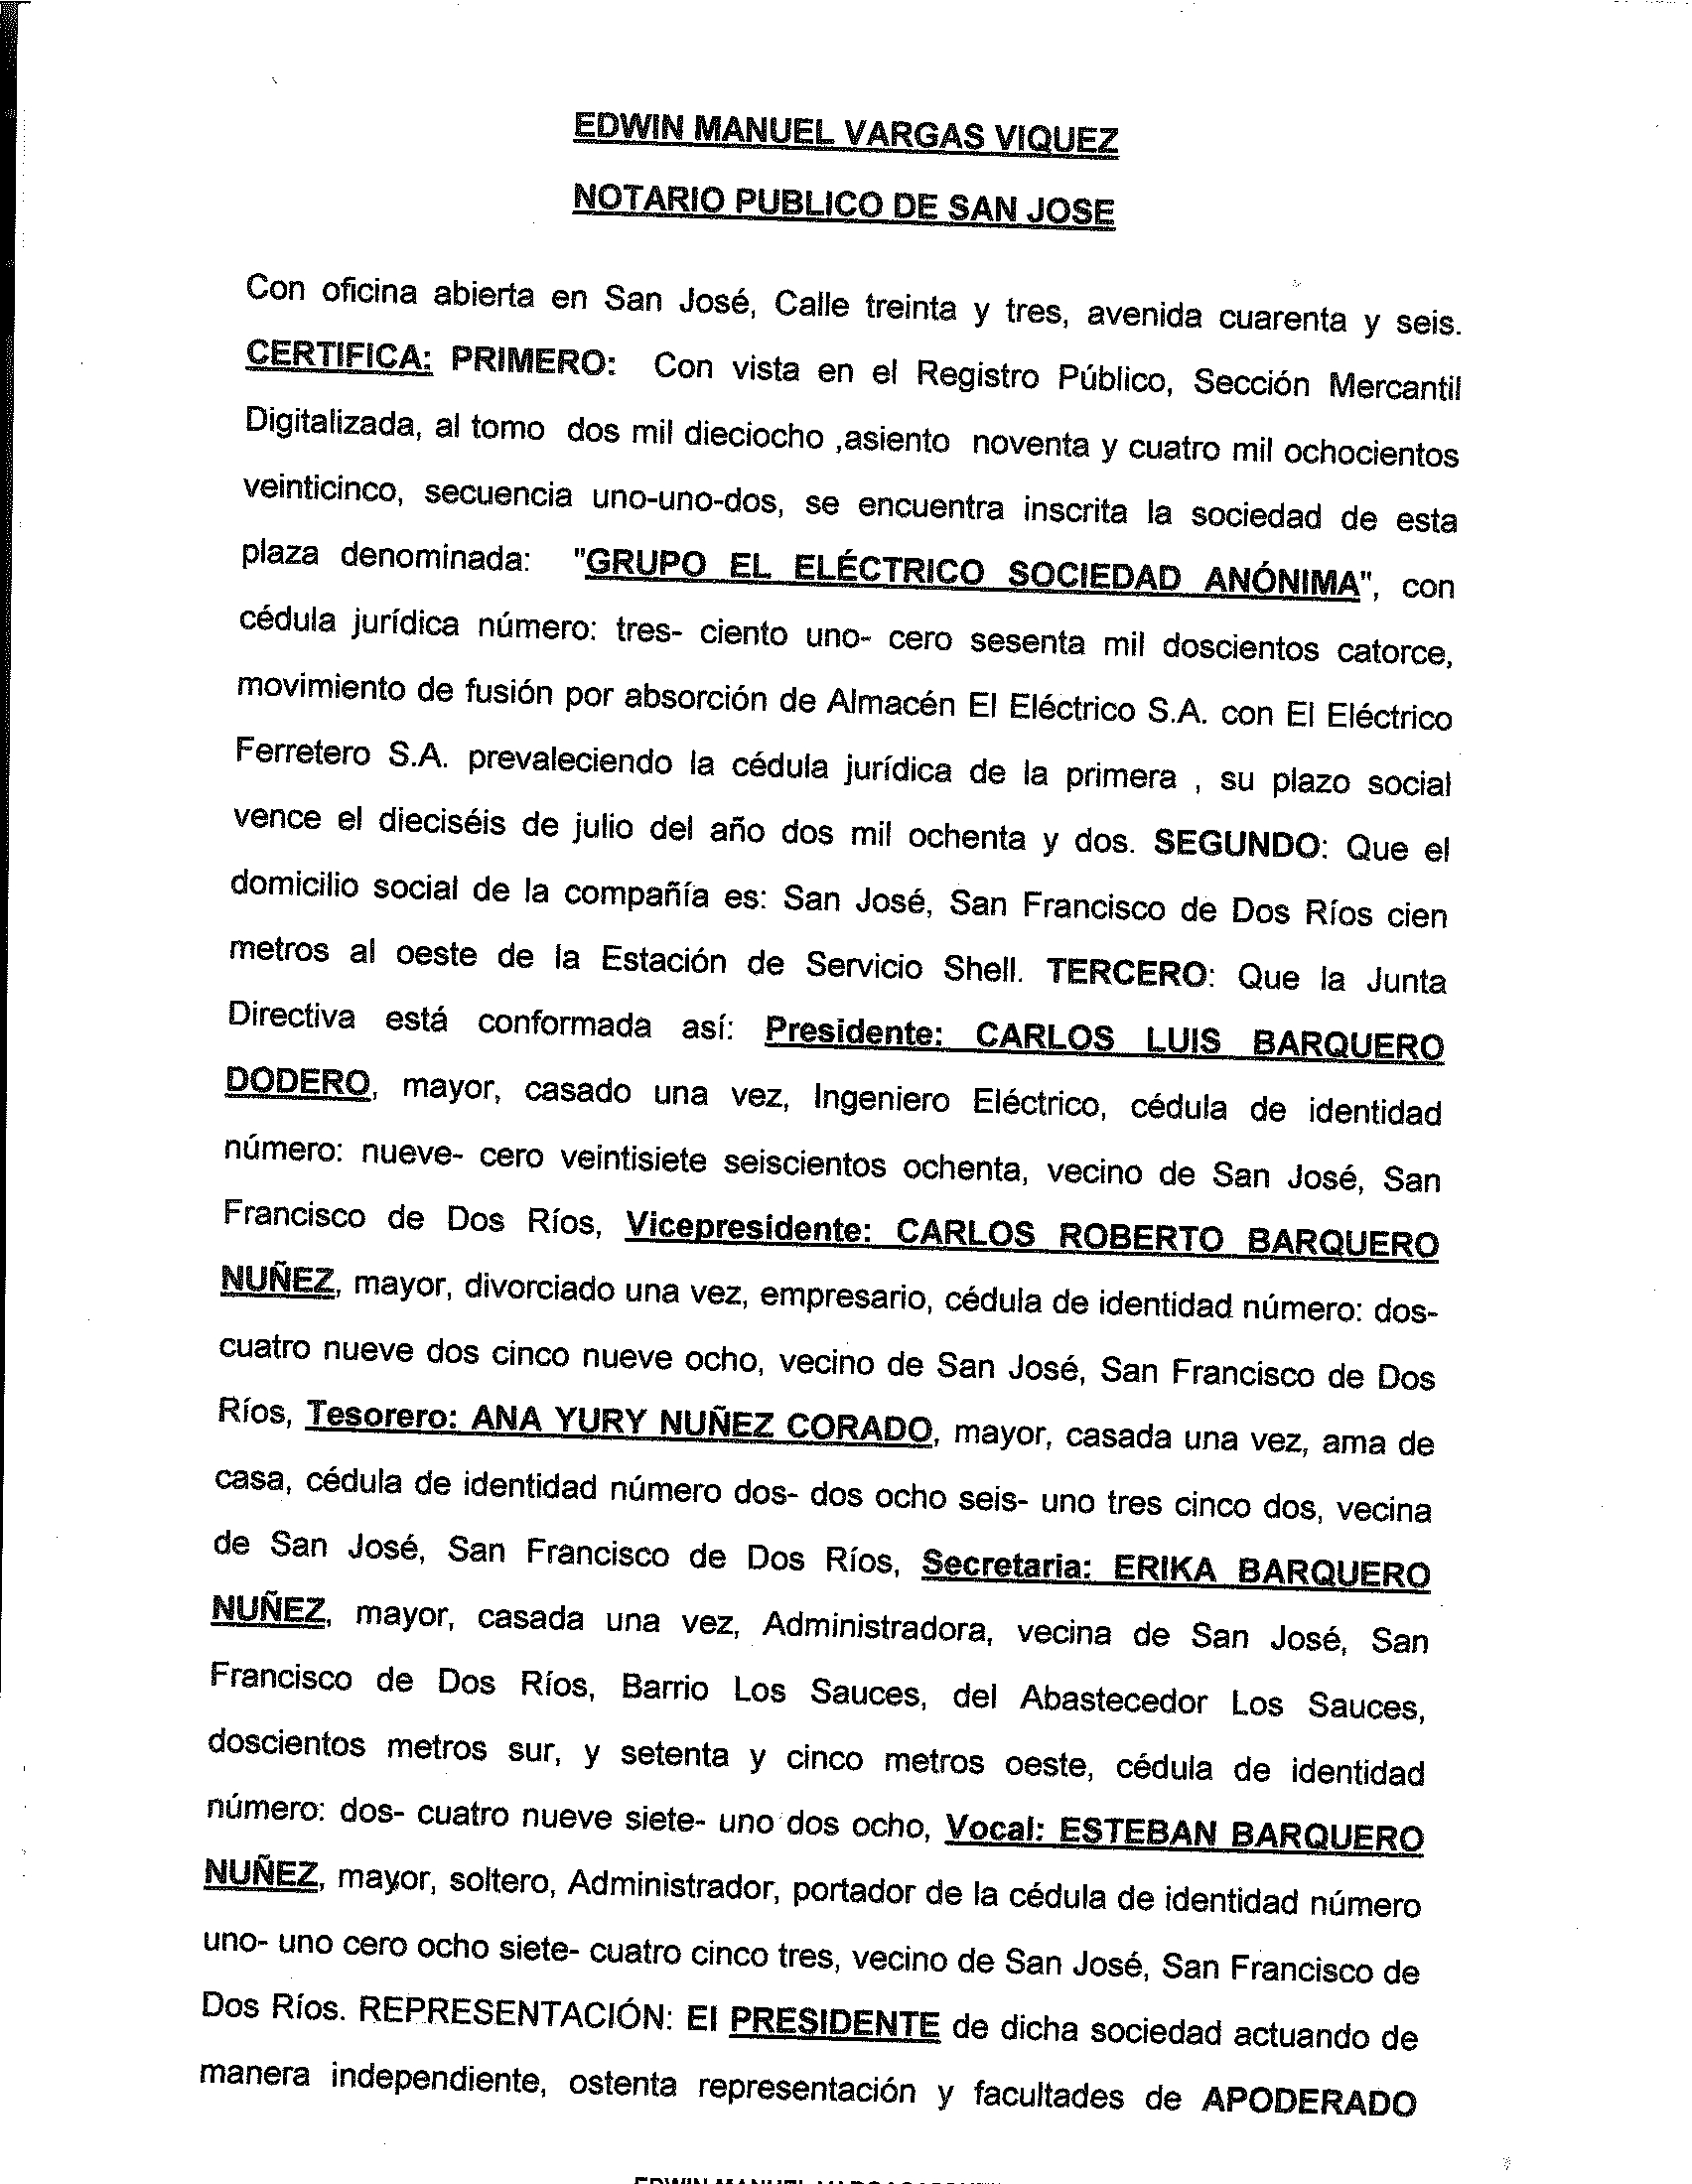 EDWIN MANUEL VARGAS VIQUEZ
NOTARIO PUBLICO DE SAN JOSE
Con oficina abierta en San José, Calle treinta y tres, avenida cuarenta y seis.
CERTIFICA: PRIMERO: Con vista en el Registro Público, Sección Mercantil
Digitalizada, al tomo dos mil dieciocho ,asiento noventa y cuatro mil ochocientos
veinticinco, secuencia uno-uno-dos, se encuentra inscrita la sociedad de esta
plaza denominada: "GRUPO EL ELÉCTRICO SOCIEDAD ANÓNIMA", con
cédula jurídica número: tres- ciento uno- cero sesenta mil doscientos catorce,
movimiento de fusión por absorción de Almacén El Eléctrico S.A. con El Eléctrico
Ferretero S.A. prevaleciendo la cédula jurídica de la primera , su plazo social
vence el dieciséis de julio del año dos mil ochenta y dos. SEGUNDO: Que el
domicilio social de la compañía es: San José, San Francisco de Dos Ríos cien
metros al oeste de la Estación de Servicio Shell. TERCERO: Que la Junta
Directiva está conformada así: Presidente: CARLOS LUIS BARQUERO
DODERO, mayor, casado una vez, Ingeniero Eléctrico, cédula de identidad
número: nueve- cero veintisiete seiscientos ochenta, vecino de San José, San
Francisco de Dos Ríos, Vicepresidente: CARLOS ROBERTO BARQUERO
NUÑEZ, mayor, divorciado una vez, empresario, cédula de identidad número: dos-
cuatro nueve dos cinco nueve ocho, vecino de San José, San Francisco de Dos
Ríos, Tesorero: ANA YURY NUÑEZ CORADO, mayor, casada una vez, ama de
casa, cédula de identidad número dos- dos ocho seis- uno tres cinco dos, vecina
de San José, San Francisco de Dos Ríos, Secretaria: ERIKA BARQUERO
NUÑEZ, mayor, casada una vez, Administradora, vecina de San José, San
Francisco de Dos Ríos, Barrio Los Sauces, del Abastecedor Los Sauces,
doscientos metros sur, y setenta y cinco metros oeste, cédula de identidad
número: dos- cuatro nueve siete- uno dos ocho, Vocal: ESTEBAN BARQUERO
NUÑEZ, mayor, soltero, Administrador, portador de la cédula de identidad número
uno- uno cero ocho siete- cuatro cinco tres, vecino de San José, San Francisco de
Dos Ríos. REPRESENTACIÓN: El PRESIDENTE de dicha sociedad actuando de
manera independiente, ostenta representación y facultades de APODERADO
EDWIN MANUEL